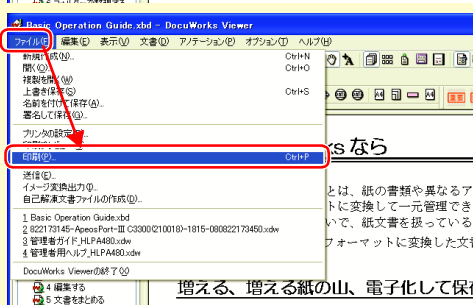 Basic Operation Guide.xbd - DocuWorks Viewer
ファイル(F) 編集(E) 表示(V) 文書(D) アノテーション(P) オプション(T) ヘルプ(H)
新規作成(N)... Ctrl+N
開く(O)... Ctrl+O
複製を開く(W)
上書き保存(S) Ctrl+S
名前を付けて保存(A)...
署名して保存(G)...
プリンタの設定
印刷(P)... Ctrl+P
送信(E)...
イメージ変換出力(I)...
自己解凍文書ファイルの作成(D)...
1 Basic Operation Guide.xbd
2 822173145-ApeosPort-III C3300(210018)-1815-080822173450.xdw
3 管理者ガイド_HLPA480.xdw
4 管理者用ヘルプ_HLPA480.xdw
DocuWorks Viewerの終了(X)
ks なら
とは、紙の書類や異なるア
トに変換して一元管理でき
いで、紙文書を扱っている
フォーマットに変換した文書
4 編集する
5 文書をまとめる
増える、増える紙の山、電子化して保